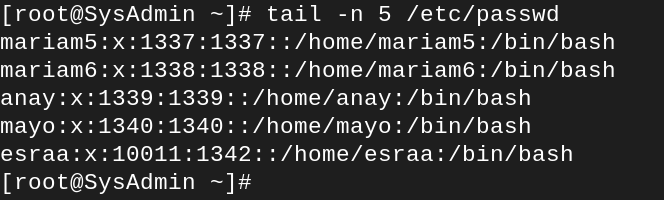 [root@SysAdmin ~]# tail -n 5 /etc/passwd
mariam5:x:1337:1337::/home/mariam5:/bin/bash
mariam6:x:1338:1338::/home/mariam6:/bin/bash
anay:x:1339:1339::/home/anay:/bin/bash
mayo:x:1340:1340::/home/mayo:/bin/bash
esraa:x:10011:1342::/home/esraa:/bin/bash
[root@SysAdmin ~]#